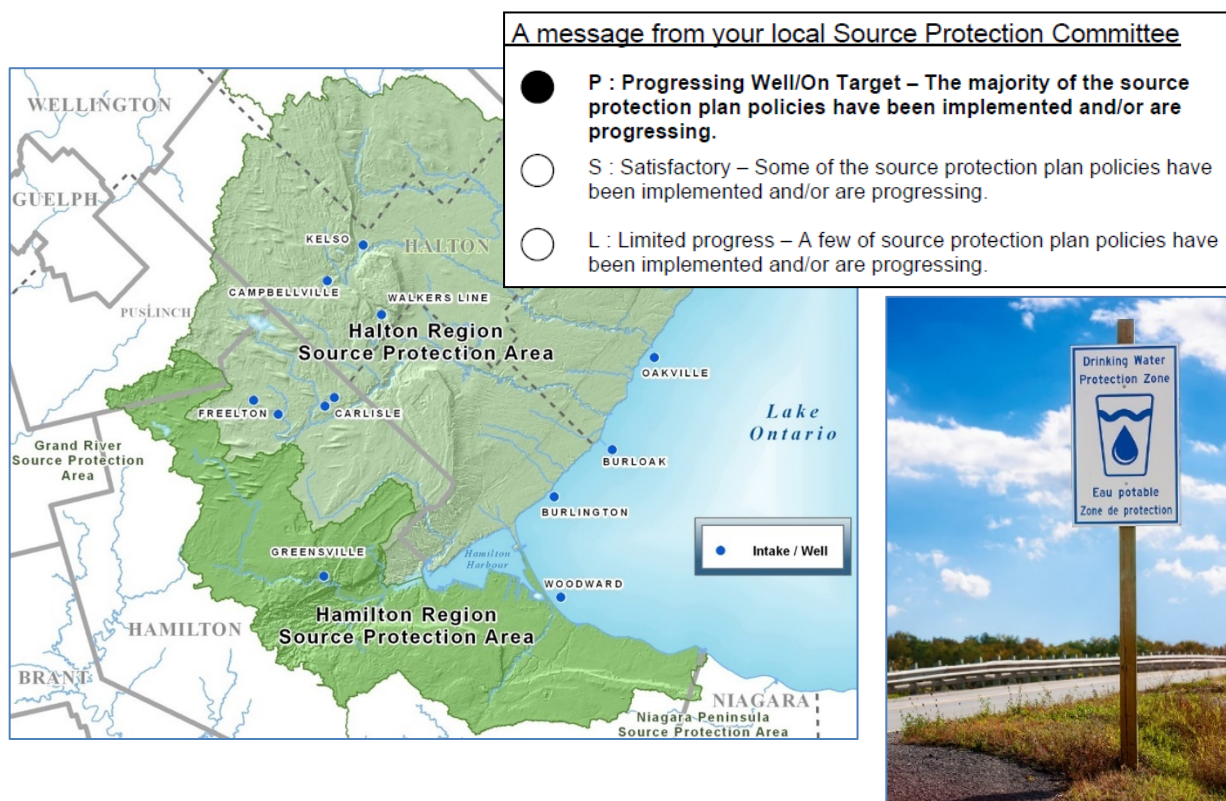 A message from your local Source Protection Committee
P : Progressing Well/On Target – The majority of the source
protection plan policies have been implemented and/or are
progressing.
S : Satisfactory – Some of the source protection plan policies have
been implemented and/or are progressing.
L : Limited progress – A few of source protection plan policies have
been implemented and/or are progressing.
WELLINGTON
GUELPH
KELSO
HALTON
CAMPBELLVILLE
WALKERS LINE
PUSLINCH
Halton Region
Source Protection Area
OAKVILLE
FREELTON
CARLISLE
Lake
Ontario
Grand River
Source Protection
Area
BURLOAK
BURLINGTON
GREENSVILLE
Hamilton
Harbour
Intake / Well
WOODWARD
Hamilton Region
Source Protection Area
HAMILTON
BRANT
NIAGARA
Niagara Peninsula
Source Protection Area
Drinking Water
Protection Zone
Eau potable
Zone de protection